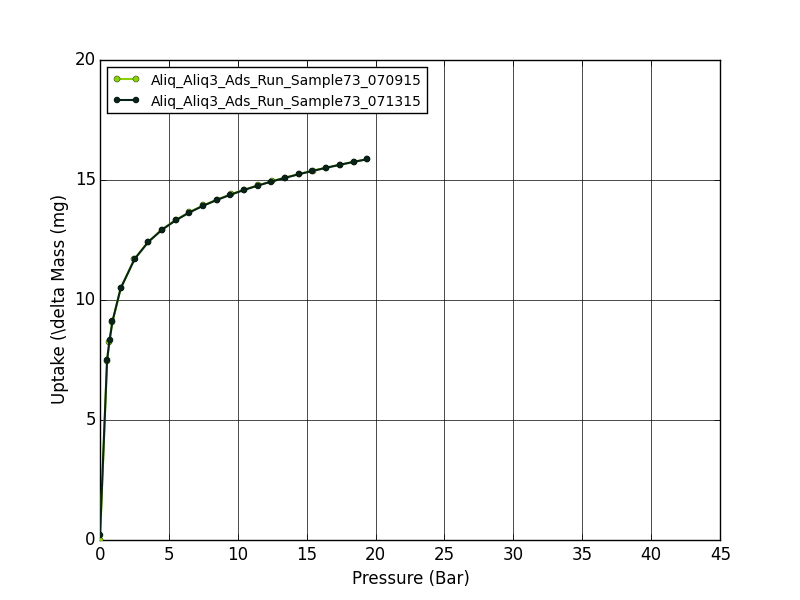 20
Aliq_Aliq3_Ads_Run_Sample73_070915
Aliq_Aliq3_Ads_Run_Sample73_071315
15
10
5
0
Uptake (\delta Mass (mg)
0 5 10 15 20 25 30 35 40 45
Pressure (Bar)